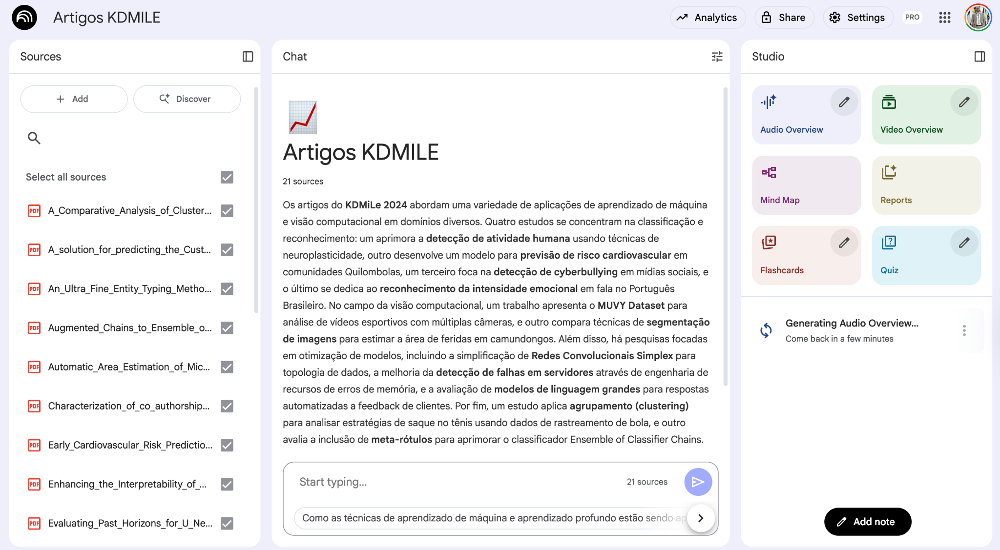 Artigos KDMILE
Analytics
Share
Settings
PRO
Sources
Add
Discover
Select all sources
PDF A_Comparative_Analysis_of_Cluster...
PDF A_solution_for_predicting_the_Cust...
PDF An_Ultra_Fine_Entity_Typing_Metho...
PDF Augmented_Chains_to_Ensemble_o...
PDF Automatic_Area_Estimation_of_Mic...
PDF Characterization_of_co_authorship...
PDF Early_Cardiovascular_Risk_Predictio...
PDF Enhancing_the_Interpretability_of_...
PDF Evaluating_Past_Horizons_for_U_Ne...
Chat
Artigos KDMILE
21 sources
Os artigos do KDMiLe 2024 abordam uma variedade de aplicações de aprendizado de máquina
e visão computacional em domínios diversos. Quatro estudos se concentram na classificação e
reconhecimento: um aprimora a detecção de atividade humana usando técnicas de
neuroplasticidade, outro desenvolve um modelo para previsão de risco cardiovascular em
comunidades Quilombolas, um terceiro foca na detecção de cyberbullying em mídias sociais, e
o último se dedica ao reconhecimento da intensidade emocional em fala no Português
Brasileiro. No campo da visão computacional, um trabalho apresenta o MUVY Dataset para
análise de vídeos esportivos com múltiplas câmeras, e outro compara técnicas de segmentação
de imagens para estimar a área de feridas em camundongos. Além disso, há pesquisas focadas
em otimização de modelos, incluindo a simplificação de Redes Convolucionais Simplex para
topologia de dados, a melhoria da detecção de falhas em servidores através de engenharia de
recursos de erros de memória, e a avaliação de modelos de linguagem grandes para respostas
automatizadas a feedback de clientes. Por fim, um estudo aplica agrupamento (clustering)
para analisar estratégias de saque no tênis usando dados de rastreamento de bola, e outro
avalia a inclusão de meta-rótulos para aprimorar o classificador Ensemble of Classifier Chains.
Start typing...
21 sources
Como as técnicas de aprendizado de máquina e aprendizado profundo estão sendo ap
Studio
Audio Overview
Video Overview
Mind Map
Reports
Flashcards
Quiz
Generating Audio Overview...
Come back in a few minutes
Add note